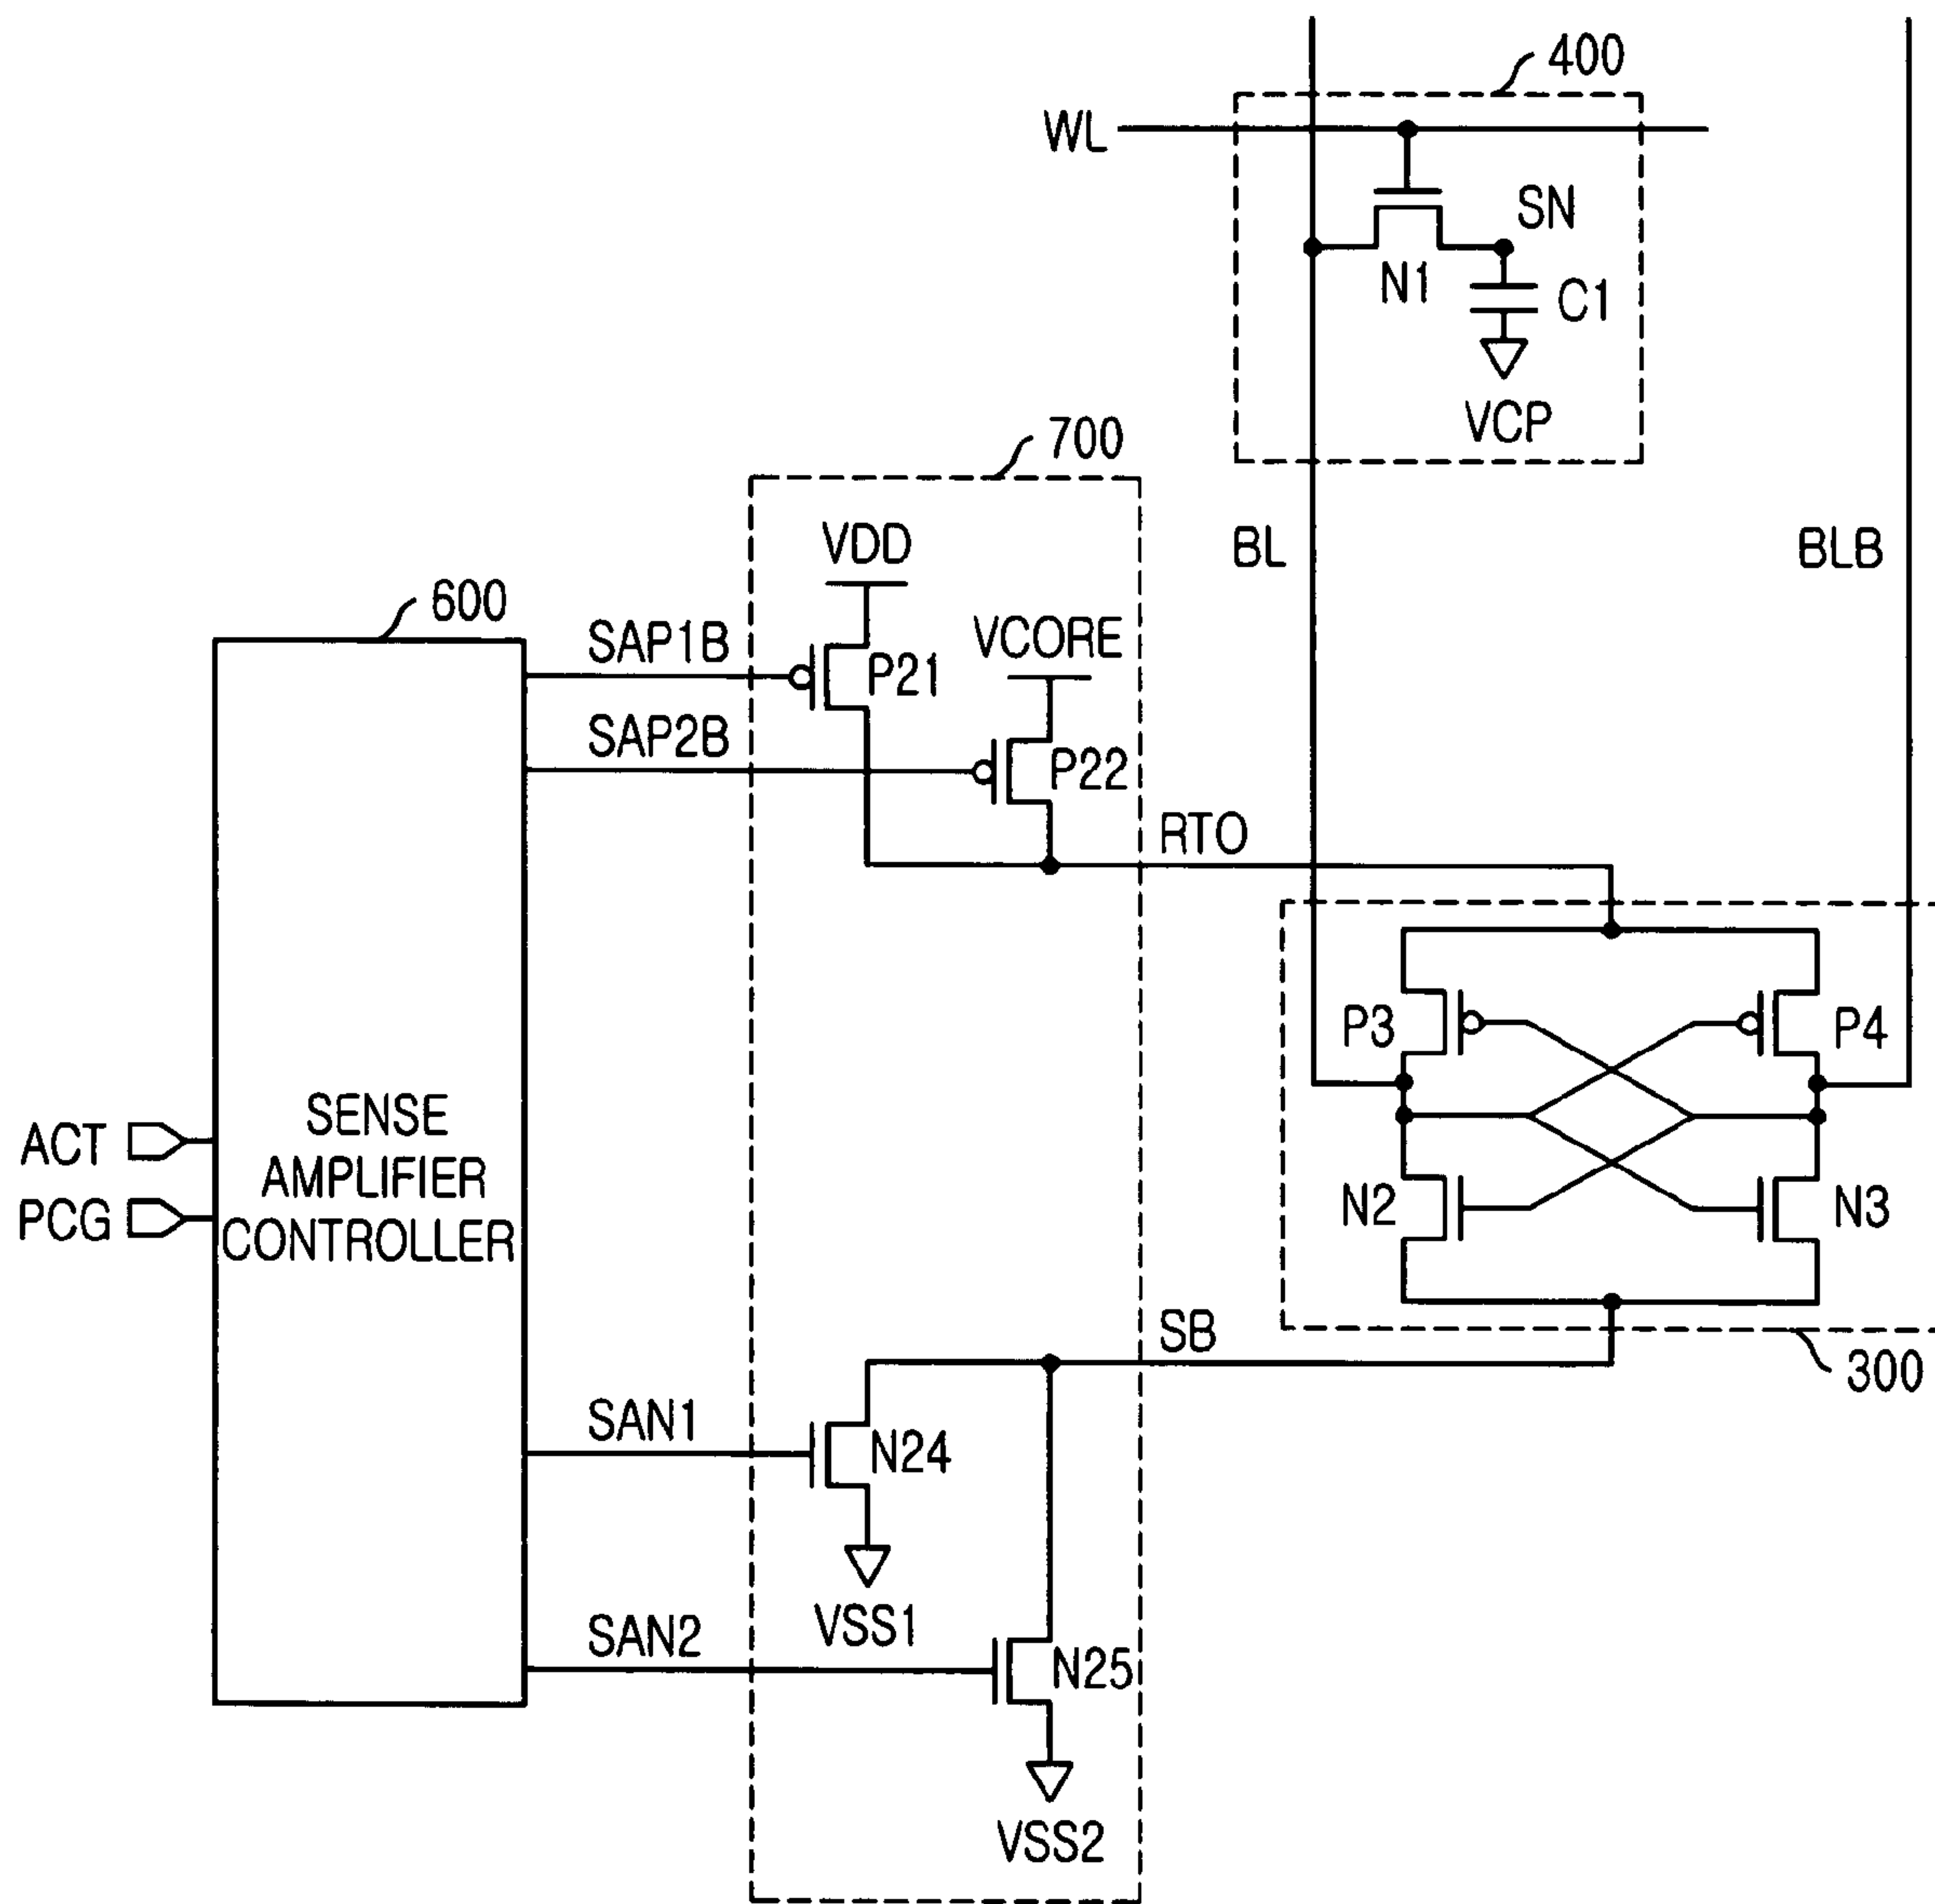 400
WL
SN
N1
C1
VCP
700
BL
BLB
VDD
600
SAP1B
VCORE
P21
SAP2B
P22
RTO
P3
P4
SENSE
AMPLIFIER
CONTROLLER
ACT
PCG
N2
N3
SB
300
SAN1
N24
VSS1
SAN2
N25
VSS2